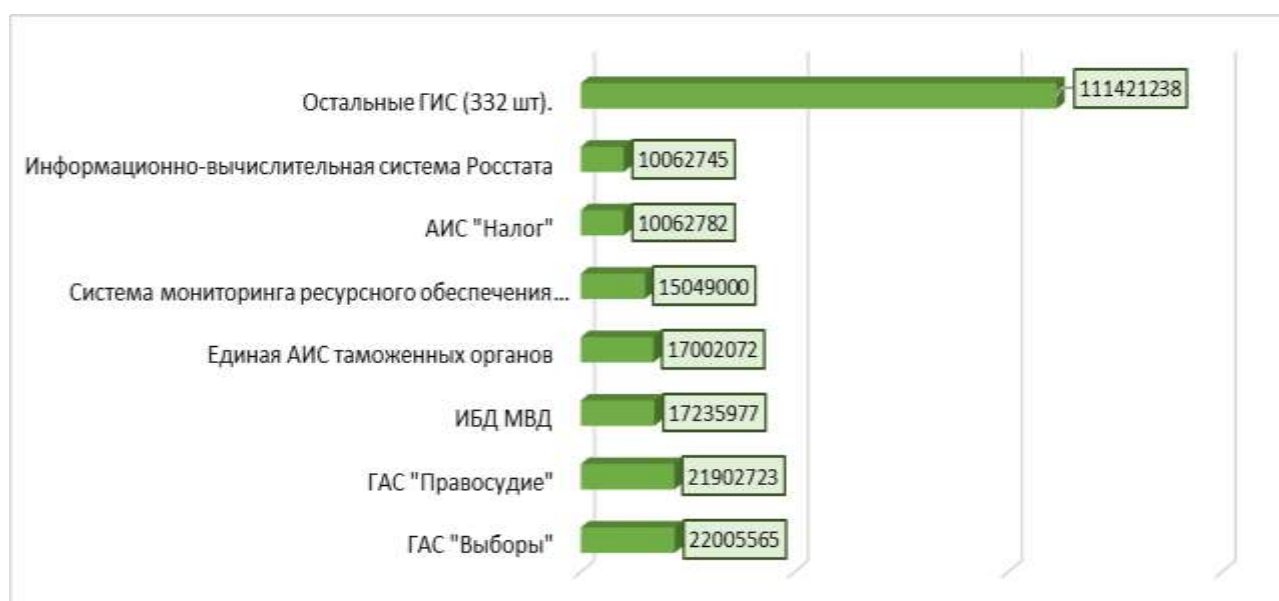 Остальные ГИС (332 шт). 111421238
Информационно-вычислительная система Росстата 10062745
АИС "Налог" 10062782
Система мониторинга ресурсного обеспечения... 15049000
Единая АИС таможенных органов 17002072
ИБД МВД 17235977
ГАС "Правосудие" 21902723
ГАС "Выборы" 22005565